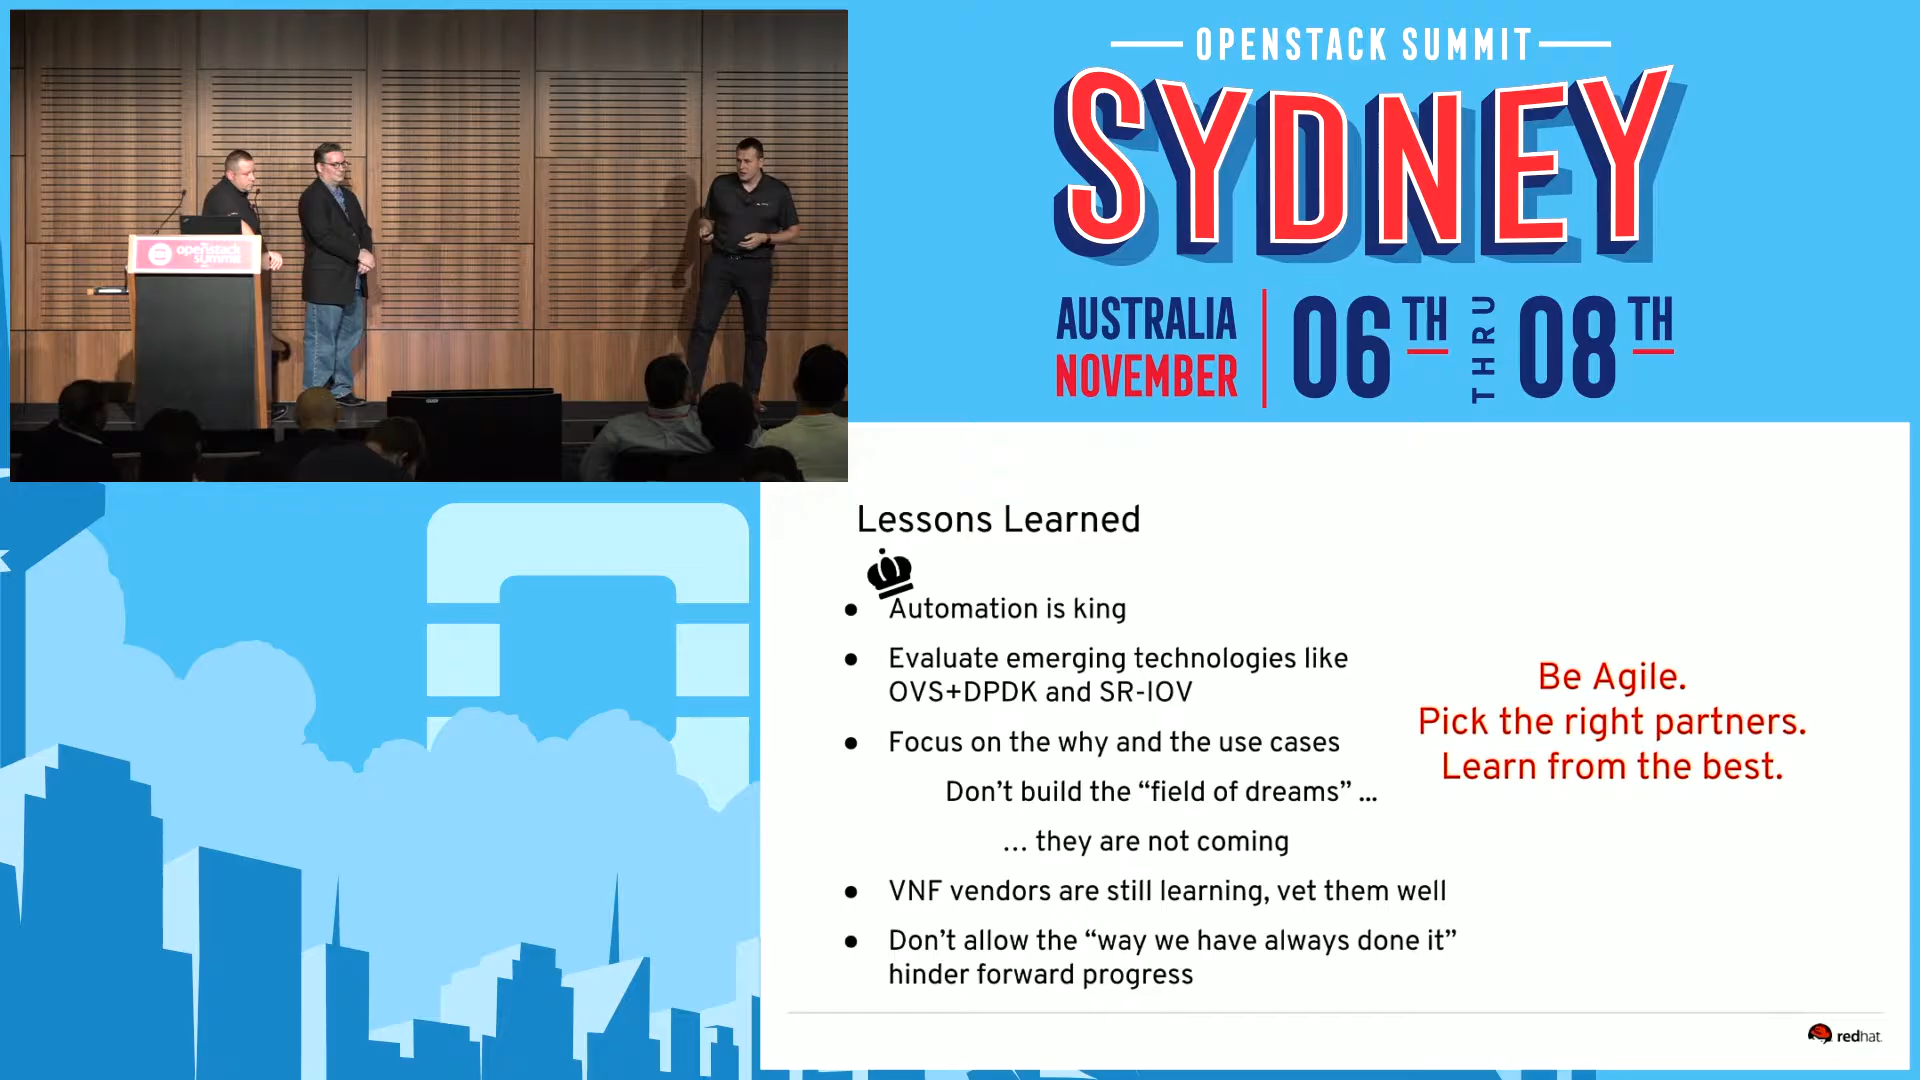 openstack
summit
OPENSTACK SUMMIT
SYDNEY
AUSTRALIA
NOVEMBER
06TH THRU 08TH
Lessons Learned
● Automation is king
● Evaluate emerging technologies like
OVS+DPDK and SR-IOV
● Focus on the why and the use cases
Don’t build the “field of dreams” ...
... they are not coming
● VNF vendors are still learning, vet them well
● Don’t allow the “way we have always done it”
hinder forward progress
Be Agile.
Pick the right partners.
Learn from the best.
redhat.